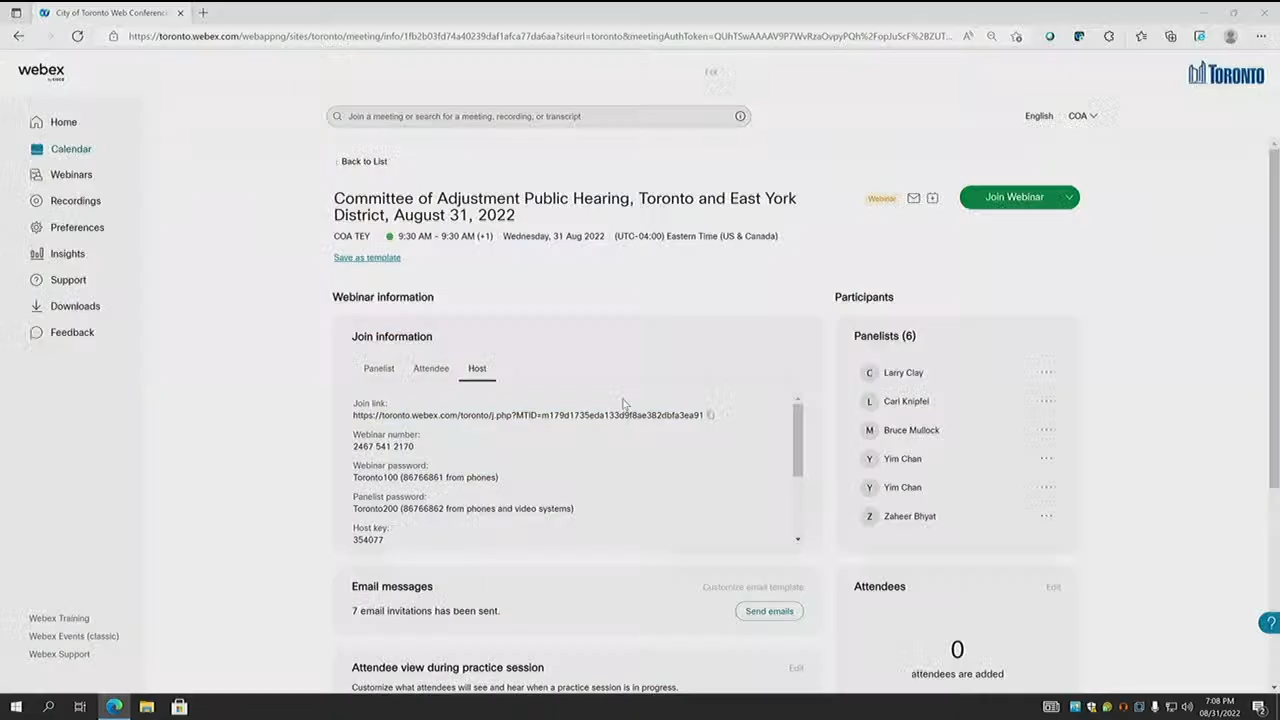 City of Toronto Web Conferenc
https://toronto.webex.com/webappng/sites/toronto/meeting/info/1fb2b03fd74a40239daf1afca77da6aa?siteurl=toronto&meetingAuthToken=
webex
by CISCO
TORONTO
Join a meeting or search for a meeting, recording, or transcript
English COA
Home
Calendar
Webinars
Recordings
Preferences
Insights
Support
Downloads
Feedback
Webex Training
Webex Events (classic)
Webex Support
Back to List
Committee of Adjustment Public Hearing, Toronto and East York
District, August 31, 2022
Webinar
Join Webinar
COA TEY 9:30 AM - 9:30 AM (+1) Wednesday, 31 Aug 2022 (UTC-04:00) Eastern Time (US & Canada)
Save as template
Webinar information
Join information
Panelist Attendee Host
Join link:
https://toronto.webex.com/toronto/j.php?MTID=m179d1735eda133d9f8ae382dbfa3ea91
Webinar number:
2467 541 2170
Webinar password:
Toronto100 (86766861 from phones)
Panelist password:
Toronto200 (86766862 from phones and video systems)
Host key:
354077
Email messages
Customize email template
7 email invitations has been sent.
Send emails
Attendee view during practice session
Edit
Customize what attendees will see and hear when a practice session is in progress.
Participants
Panelists (6)
C Larry Clay
L Carl Knipfel
M Bruce Mullock
Y Yim Chan
Y Yim Chan
Z Zaheer Bhyat
Attendees
Edit
0
attendees are added
?
7:08 PM
08/31/2022